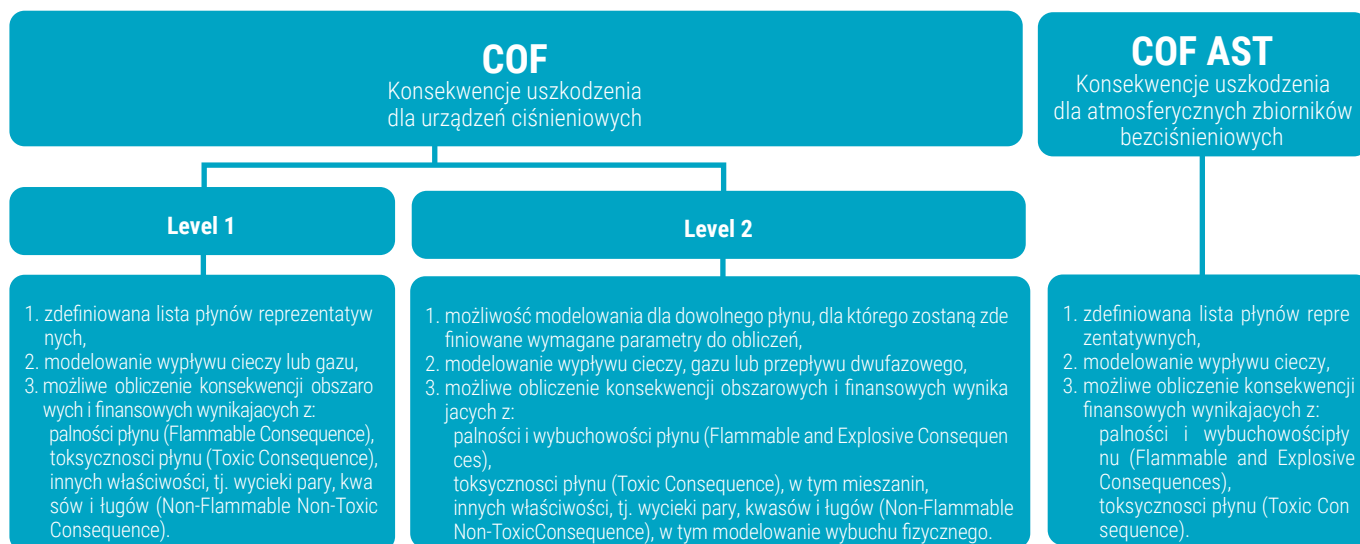 COF
Konsekwencje uszkodzenia
dla urządzeń ciśnieniowych
COF AST
Konsekwencje uszkodzenia
dla atmosferycznych zbiorników
bezciśnieniowych
Level 1
Level 2
1. zdefiniowana lista płynów reprezentatyw
nych,
2. modelowanie wypływu cieczy lub gazu,
3. możliwe obliczenie konsekwencji obszaro
wych i finansowych wynikajacych z:
palności płynu (Flammable Consequence),
toksycznosci płynu (Toxic Consequence),
innych właściwości, tj. wycieki pary, kwa
sów i ługów (Non-Flammable Non-Toxic
Consequence).
1. możliwość modelowania dla dowolnego płynu, dla którego zostaną zde
finiowane wymagane parametry do obliczeń,
2. modelowanie wypływu cieczy, gazu lub przepływu dwufazowego,
3. możliwe obliczenie konsekwencji obszarowych i finansowych wynika
jacych z:
palności i wybuchowości płynu (Flammable and Explosive Consequen
ces),
toksycznosci płynu (Toxic Consequence), w tym mieszanin,
innych właściwości, tj. wycieki pary, kwasów i ługów (Non-Flammable
Non-ToxicConsequence), w tym modelowanie wybuchu fizycznego.
1. zdefiniowana lista płynów repre
zentatywnych,
2. modelowanie wypływu cieczy,
3. możliwe obliczenie konsekwencji
finansowych wynikajacych z:
palności i wybuchowościpły
nu (Flammable and Explosive
Consequences),
toksycznosci płynu (Toxic Con
sequence).